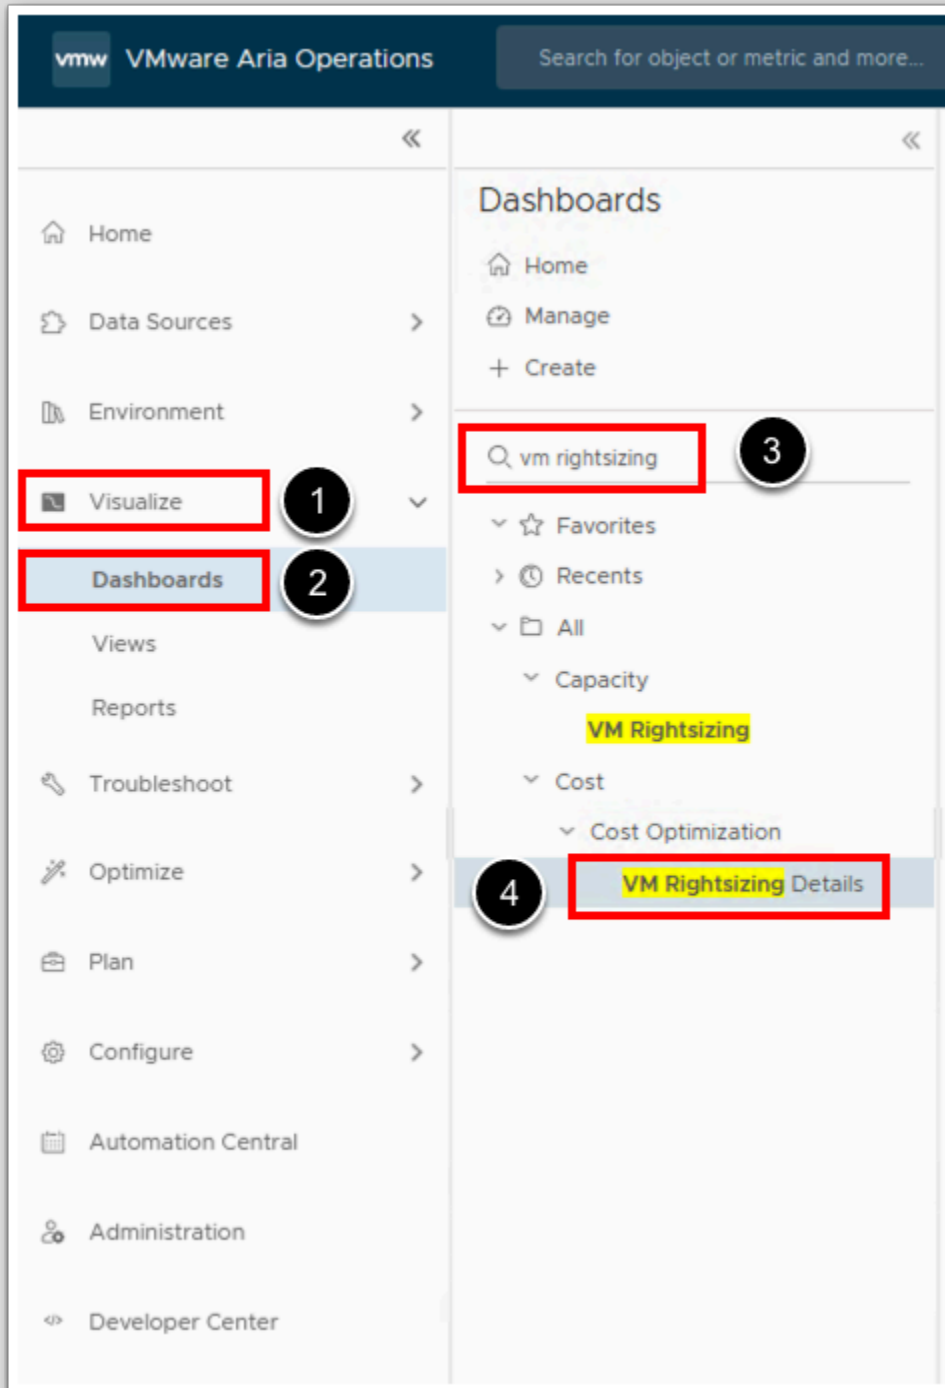 vmw VMware Aria Operations
Search for object or metric and more...
Home
Data Sources
Environment
Visualize 1
Dashboards 2
Views
Reports
Troubleshoot
Optimize
Plan
Configure
Automation Central
Administration
Developer Center
Dashboards
Home
Manage
Create
vm rightsizing 3
Favorites
Recents
All
Capacity
VM Rightsizing
Cost
Cost Optimization
4 VM Rightsizing Details